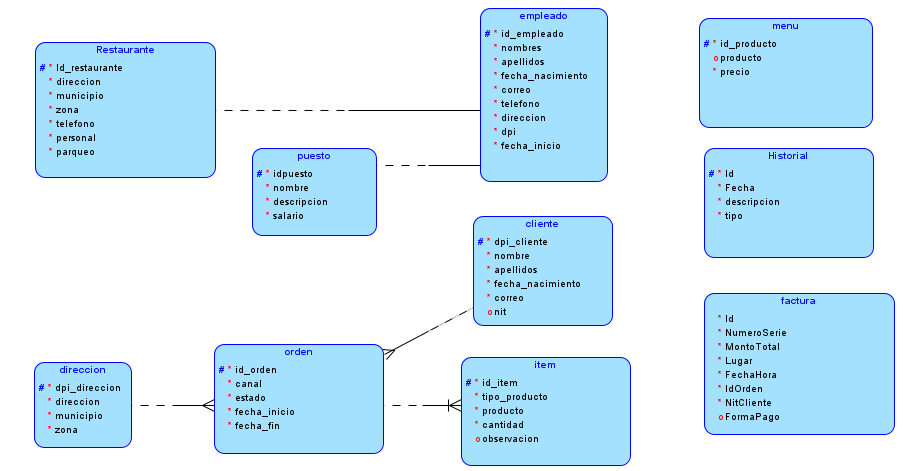 Restaurante
# * Id_restaurante
* direccion
* municipio
* zona
* telefono
* personal
* parqueo
empleado
# * id_empleado
* nombres
* apellidos
* fecha_nacimiento
* correo
* telefono
* direccion
* dpi
* fecha_inicio
menu
# * id_producto
o producto
* precio
puesto
# * idpuesto
* nombre
* descripcion
* salario
Historial
# * Id
* Fecha
* descripcion
* tipo
cliente
# * dpi_cliente
* nombre
* apellidos
* fecha_nacimiento
* correo
o nit
factura
* Id
* NumeroSerie
* MontoTotal
* Lugar
* FechaHora
* IdOrden
* NitCliente
o FormaPago
direccion
# * dpi_direccion
* direccion
* municipio
* zona
orden
# * id_orden
* canal
* estado
* fecha_inicio
* fecha_fin
item
# * id_item
* tipo_producto
* producto
* cantidad
o observacion